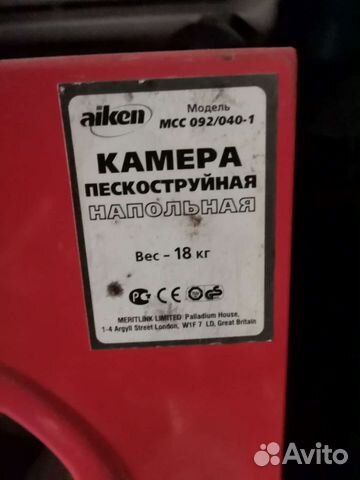 aiken
Модель
МСС 092/040-1
КАМЕРА
ПЕСКОСТРУЙНАЯ
НАПОЛЬНАЯ
Вес – 18 кг
MERITLINK LIMITED Palladium House,
1-4 Argyll Street London, W1F 7 LD, Great Britain
Avito